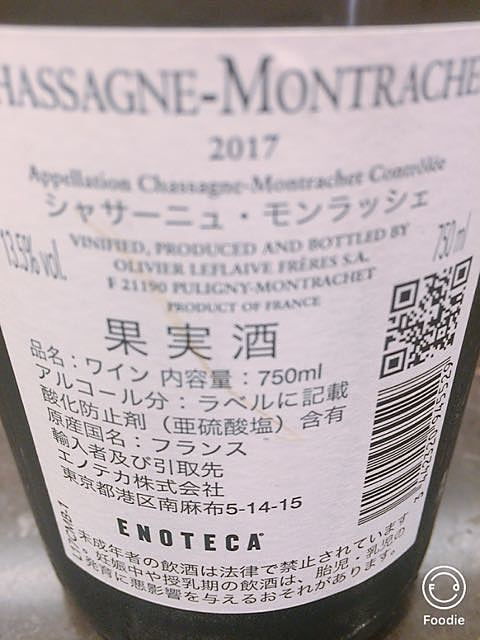 HASSAGNE-MONTRACHE
2017
Appellation Chassagne-Montrachet Contrôlée
シャサーニュ・モンラッシェ
13.5% vol.
750 ml
VINIFIED, PRODUCED AND BOTTLED BY
OLIVIER LEFLAIVE FRÈRES S.A.
F 21190 PULIGNY-MONTRACHET
PRODUCT OF FRANCE
果実酒
品名:ワイン 内容量:750ml
アルコール分:ラベルに記載
酸化防止剤(亜硫酸塩)含有
原産国名:フランス
輸入者及び引取先
エノテカ株式会社
東京都港区南麻布5-14-15
ENOTECA
未成年者の飲酒は法律で禁止されています
妊娠中や授乳期の飲酒は、胎児・乳児の
発育に悪影響を与えるおそれがあります。
Foodie